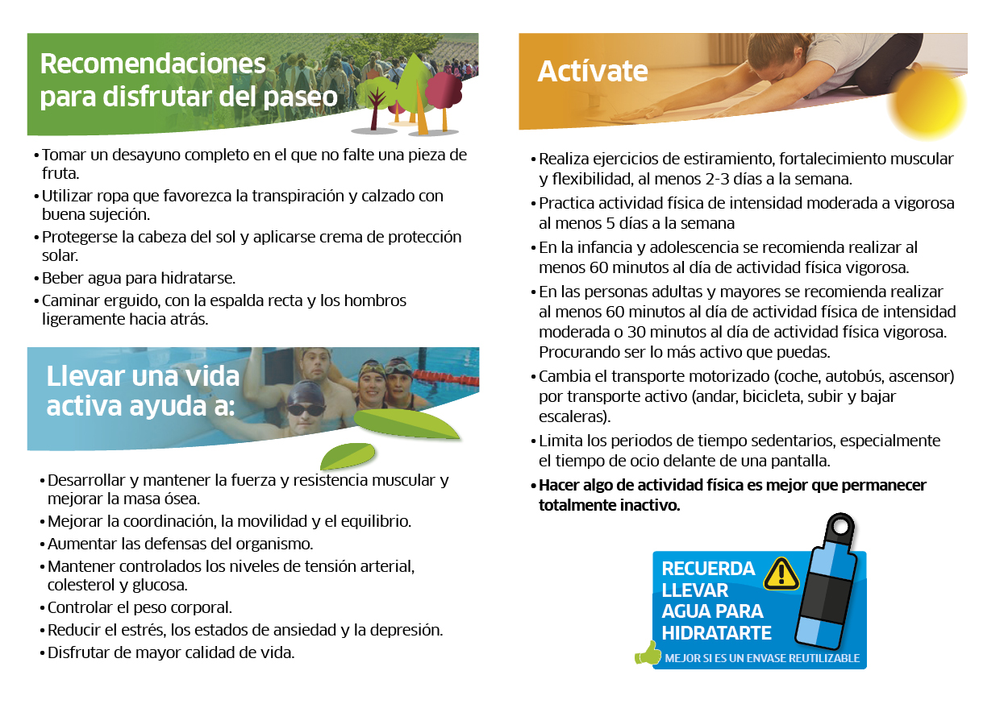 Recomendaciones
para disfrutar del paseo
• Tomar un desayuno completo en el que no falte una pieza de
fruta.
• Utilizar ropa que favorezca la transpiración y calzado con
buena sujeción.
• Protegerse la cabeza del sol y aplicarse crema de protección
solar.
• Beber agua para hidratarse.
• Caminar erguido, con la espalda recta y los hombros
ligeramente hacia atrás.
Llevar una vida
activa ayuda a:
• Desarrollar y mantener la fuerza y resistencia muscular y
mejorar la masa ósea.
• Mejorar la coordinación, la movilidad y el equilibrio.
• Aumentar las defensas del organismo.
• Mantener controlados los niveles de tensión arterial,
colesterol y glucosa.
• Controlar el peso corporal.
• Reducir el estrés, los estados de ansiedad y la depresión.
• Disfrutar de mayor calidad de vida.
Actívate
• Realiza ejercicios de estiramiento, fortalecimiento muscular
y flexibilidad, al menos 2-3 días a la semana.
• Practica actividad física de intensidad moderada a vigorosa
al menos 5 días a la semana
• En la infancia y adolescencia se recomienda realizar al
menos 60 minutos al día de actividad física vigorosa.
• En las personas adultas y mayores se recomienda realizar
al menos 60 minutos al día de actividad física de intensidad
moderada o 30 minutos al día de actividad física vigorosa.
Procurando ser lo más activo que puedas.
• Cambia el transporte motorizado (coche, autobús, ascensor)
por transporte activo (andar, bicicleta, subir y bajar
escaleras).
• Limita los periodos de tiempo sedentarios, especialmente
el tiempo de ocio delante de una pantalla.
• Hacer algo de actividad física es mejor que permanecer
totalmente inactivo.
RECUERDA
LLEVAR
AGUA PARA
HIDRATARTE
MEJOR SI ES UN ENVASE REUTILIZABLE